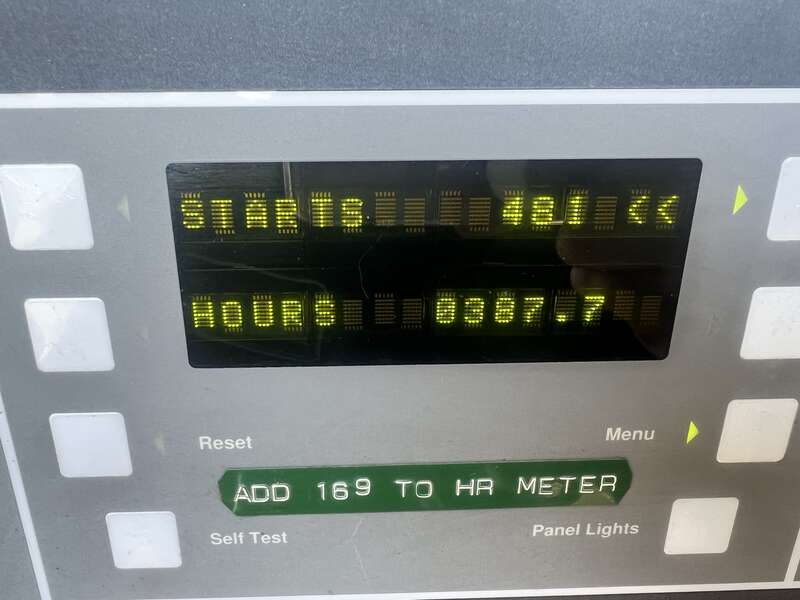 STARTS 481 <<
HOURS 0387.7
Reset
Menu
ADD 169 TO HR METER
Self Test
Panel Lights